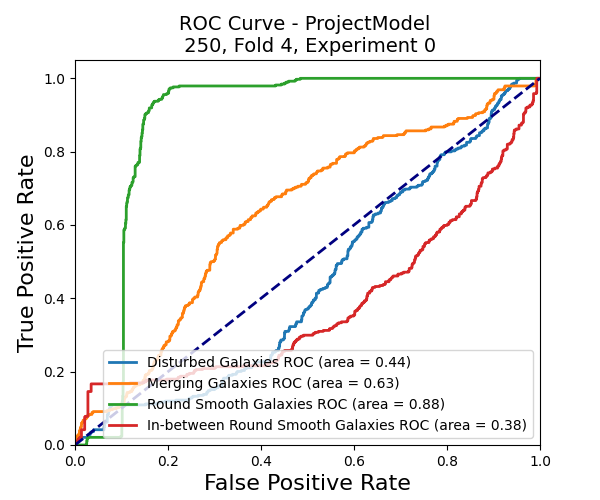 ROC Curve - ProjectModel
250, Fold 4, Experiment 0
True Positive Rate
1.0
0.8
0.6
0.4
0.2
0.0
Disturbed Galaxies ROC (area = 0.44)
Merging Galaxies ROC (area = 0.63)
Round Smooth Galaxies ROC (area = 0.88)
In-between Round Smooth Galaxies ROC (area = 0.38)
0.0 0.2 0.4 0.6 0.8 1.0
False Positive Rate